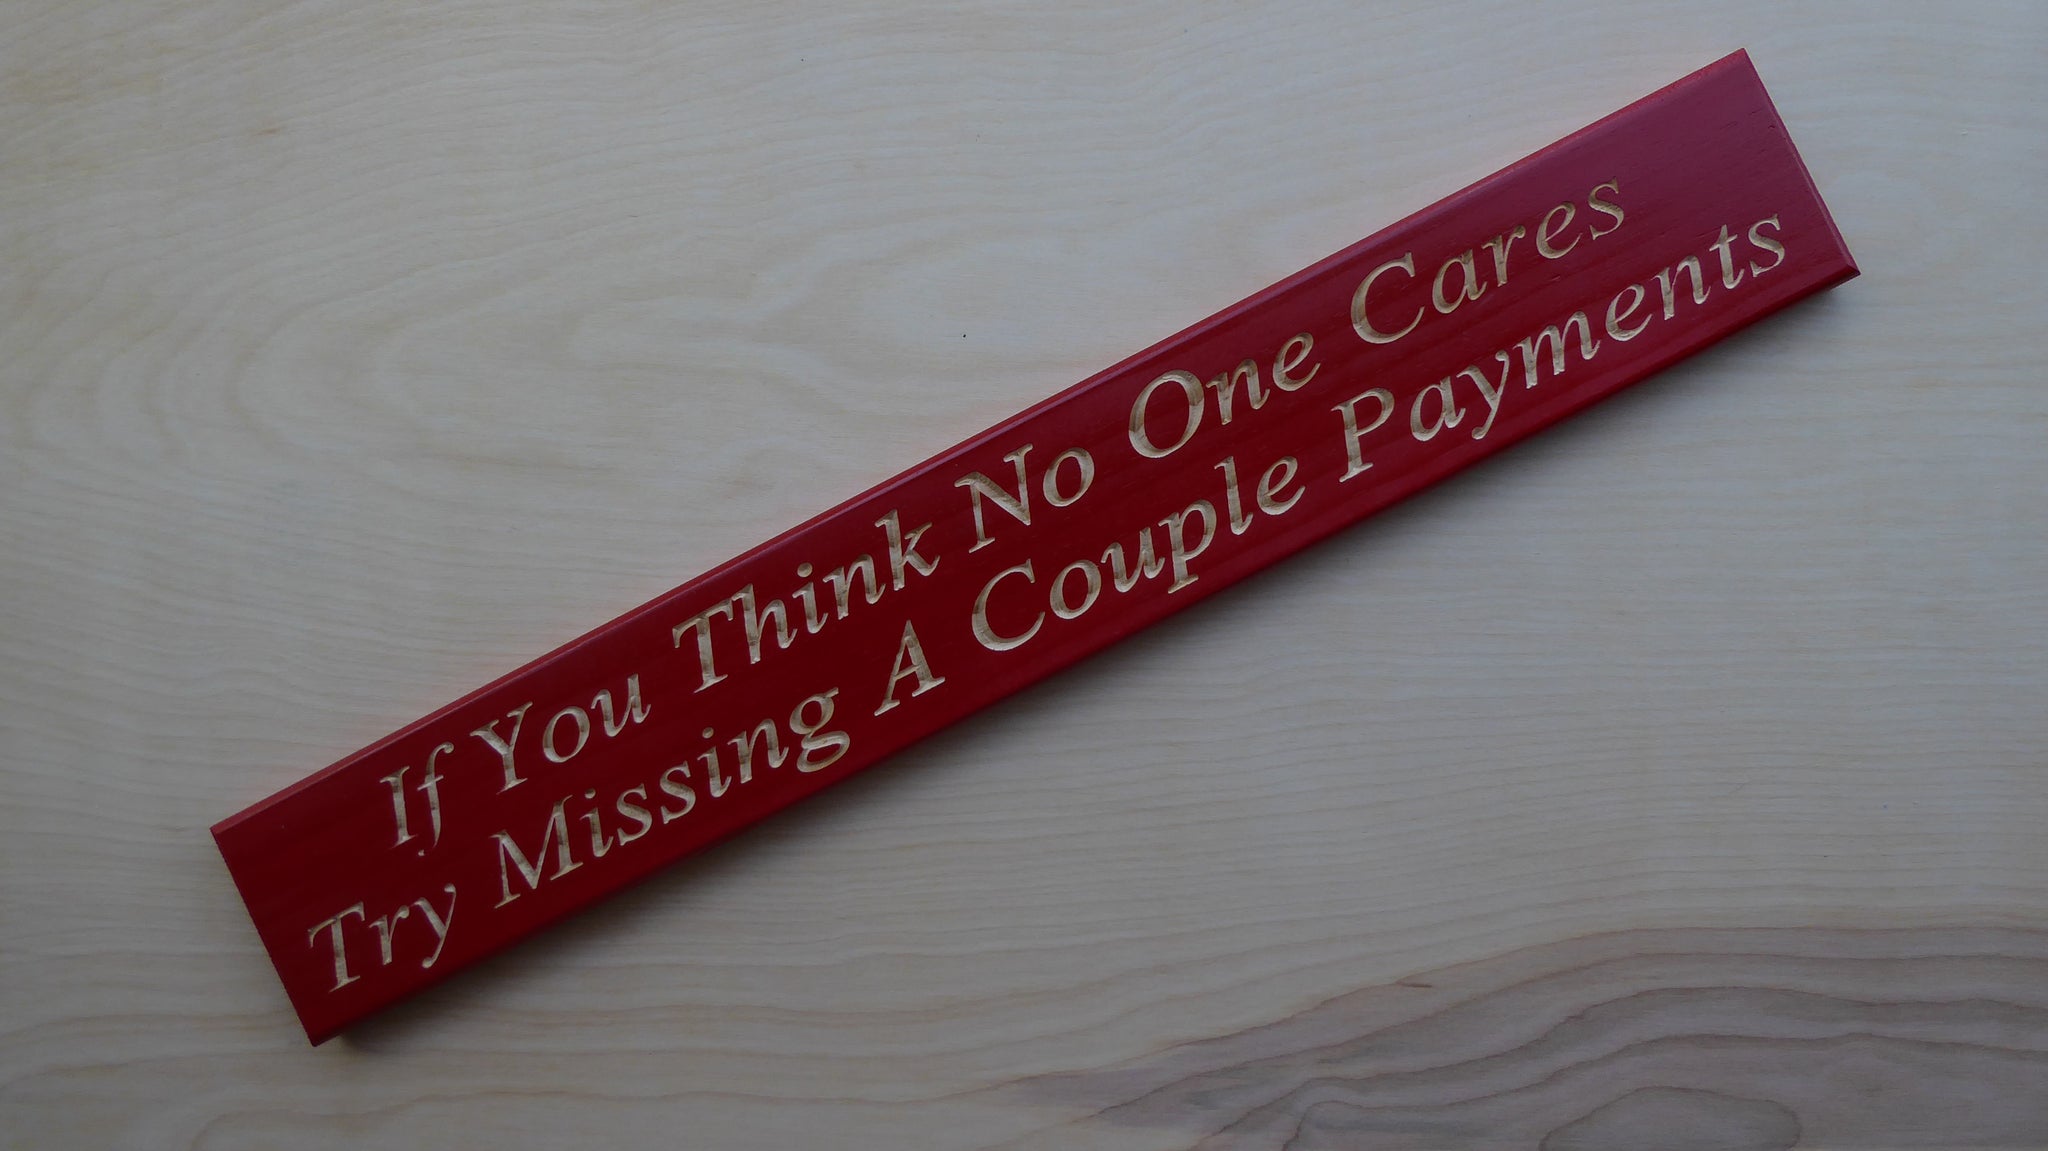 If You Think No One Cares
Try Missing A Couple Payments